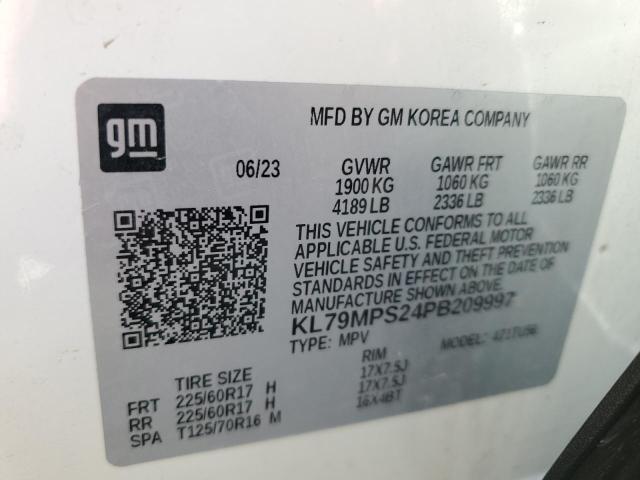 gm
MFD BY GM KOREA COMPANY
06/23 GVWR GAWR FRT GAWR RR
1900 KG 1060 KG 1060 KG
4189 LB 2336 LB 2336 LB
THIS VEHICLE CONFORMS TO ALL
APPLICABLE U.S. FEDERAL MOTOR
VEHICLE SAFETY AND THEFT PREVENTION
STANDARDS IN EFFECT ON THE DATE OF
MANUFACTURE SHOWN ABOVE.
KL79MPS24PB209997
TYPE: MPV MODEL:
TIRE SIZE RIM
FRT 225/60R17 H 17X7.5J
RR 225/60R17 H 17X7.5J
SPA T125/70R16 M 16X4BT